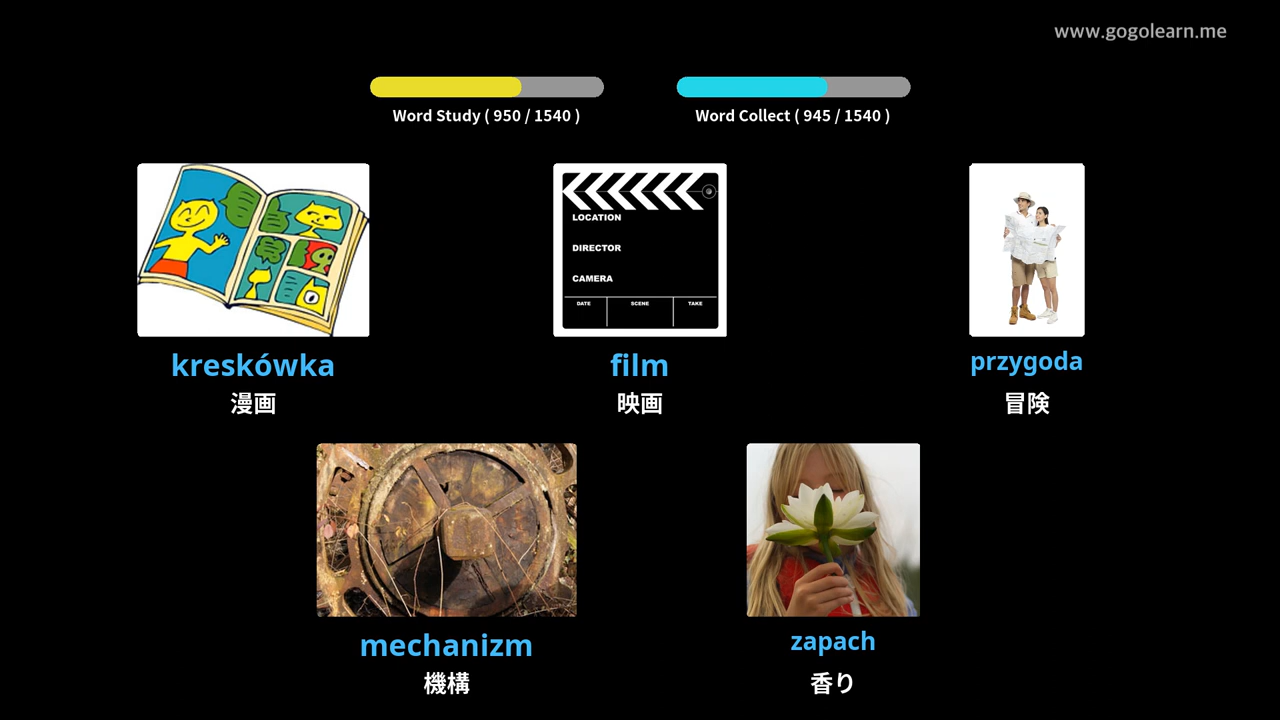 www.gogolearn.me
Word Study ( 950 / 1540 )
Word Collect ( 945 / 1540 )
LOCATION
DIRECTOR
CAMERA
DATE SCENE TAKE
kreskówka
漫画
film
映画
przygoda
冒険
mechanizm
機構
zapach
香り